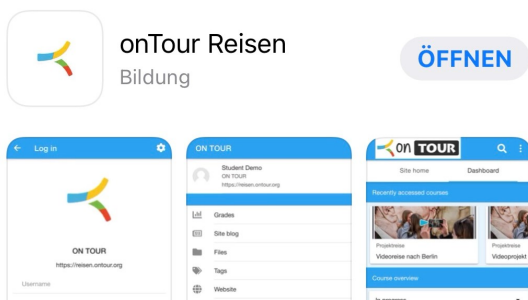 onTour Reisen
Bildung
ÖFFNEN
Log in
ON TOUR
https://reisen.ontour.org
Username
ON TOUR
Student Demo
ON TOUR
https://reisen.ontour.org
Grades
Site blog
Files
Tags
Website
on TOUR
Site home Dashboard
Recently accessed courses
Projektreise
Videoreise nach Berlin
Projektreise
Videoprojekt
Course overview
In progress